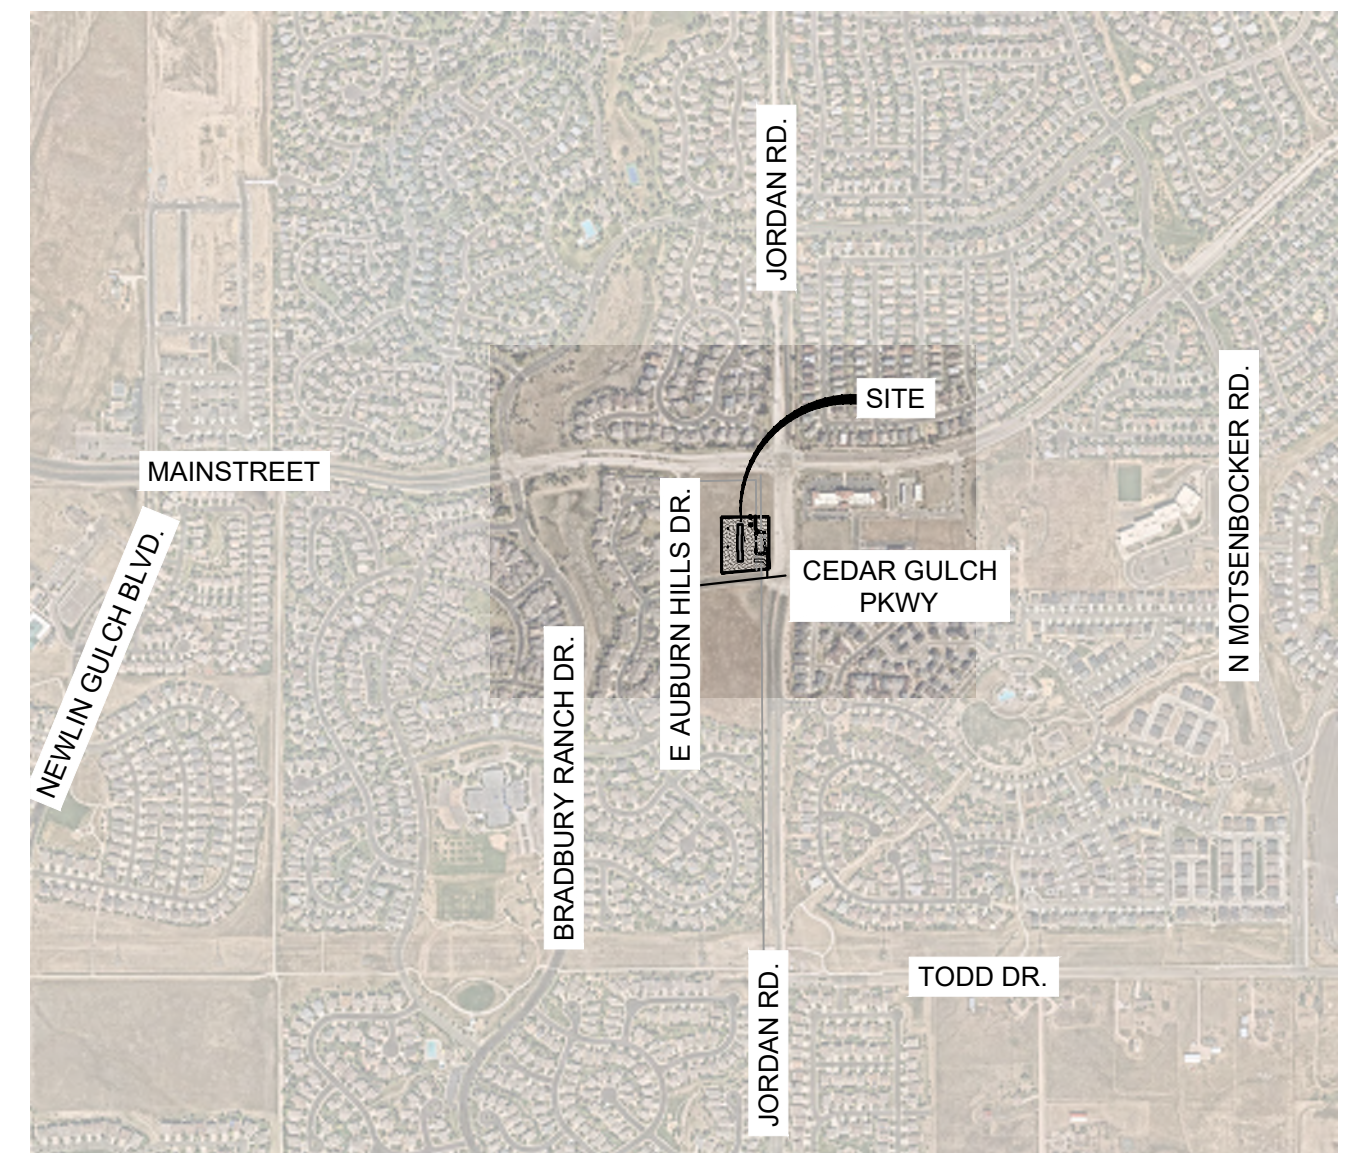 JORDAN RD.
SITE
MAINSTREET
N MOTSENBOCKER RD.
E AUBURN HILLS DR.
CEDAR GULCH
PKWY
NEWLIN GULCH BLVD.
BRADBURY RANCH DR.
TODD DR.
JORDAN RD.